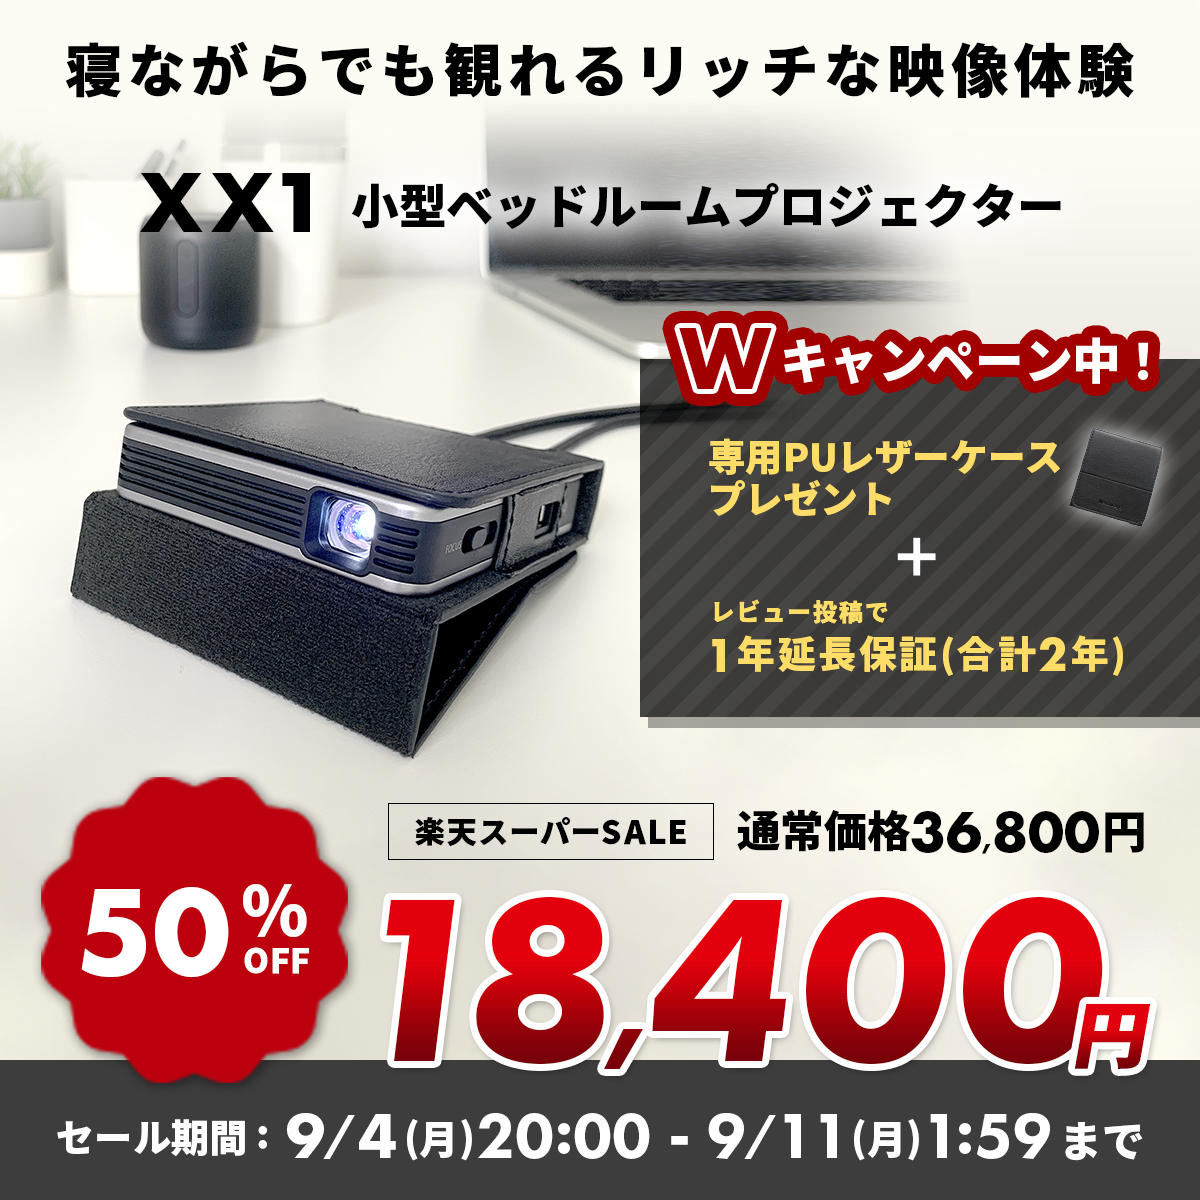 寝ながらでも観れるリッチな映像体験
XX1 小型ベッドルームプロジェクター
Wキャンペーン中！
専用PUレザーケース
プレゼント
+
レビュー投稿で
1年延長保証(合計2年)
FOCUS
楽天スーパーSALE 通常価格36,800円
50%OFF
18,400円
セール期間：9/4(月)20:00 - 9/11(月)1:59まで